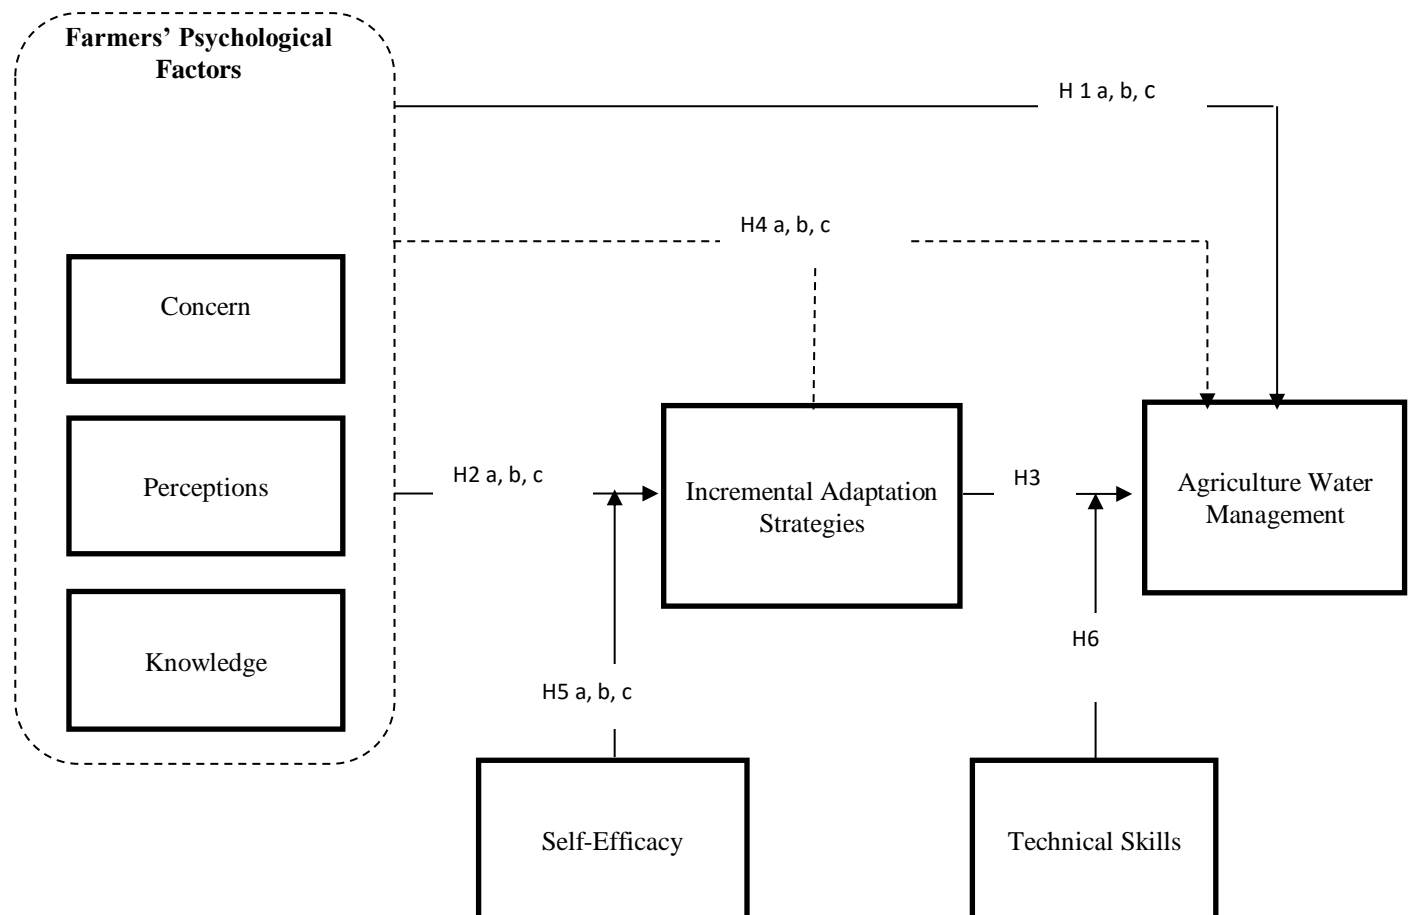 Farmers’ Psychological
Factors
H 1 a, b, c
H4 a, b, c
Concern
Perceptions
H2 a, b, c
Incremental Adaptation
Strategies
H3
Agriculture Water
Management
Knowledge
H5 a, b, c
H6
Self-Efficacy
Technical Skills